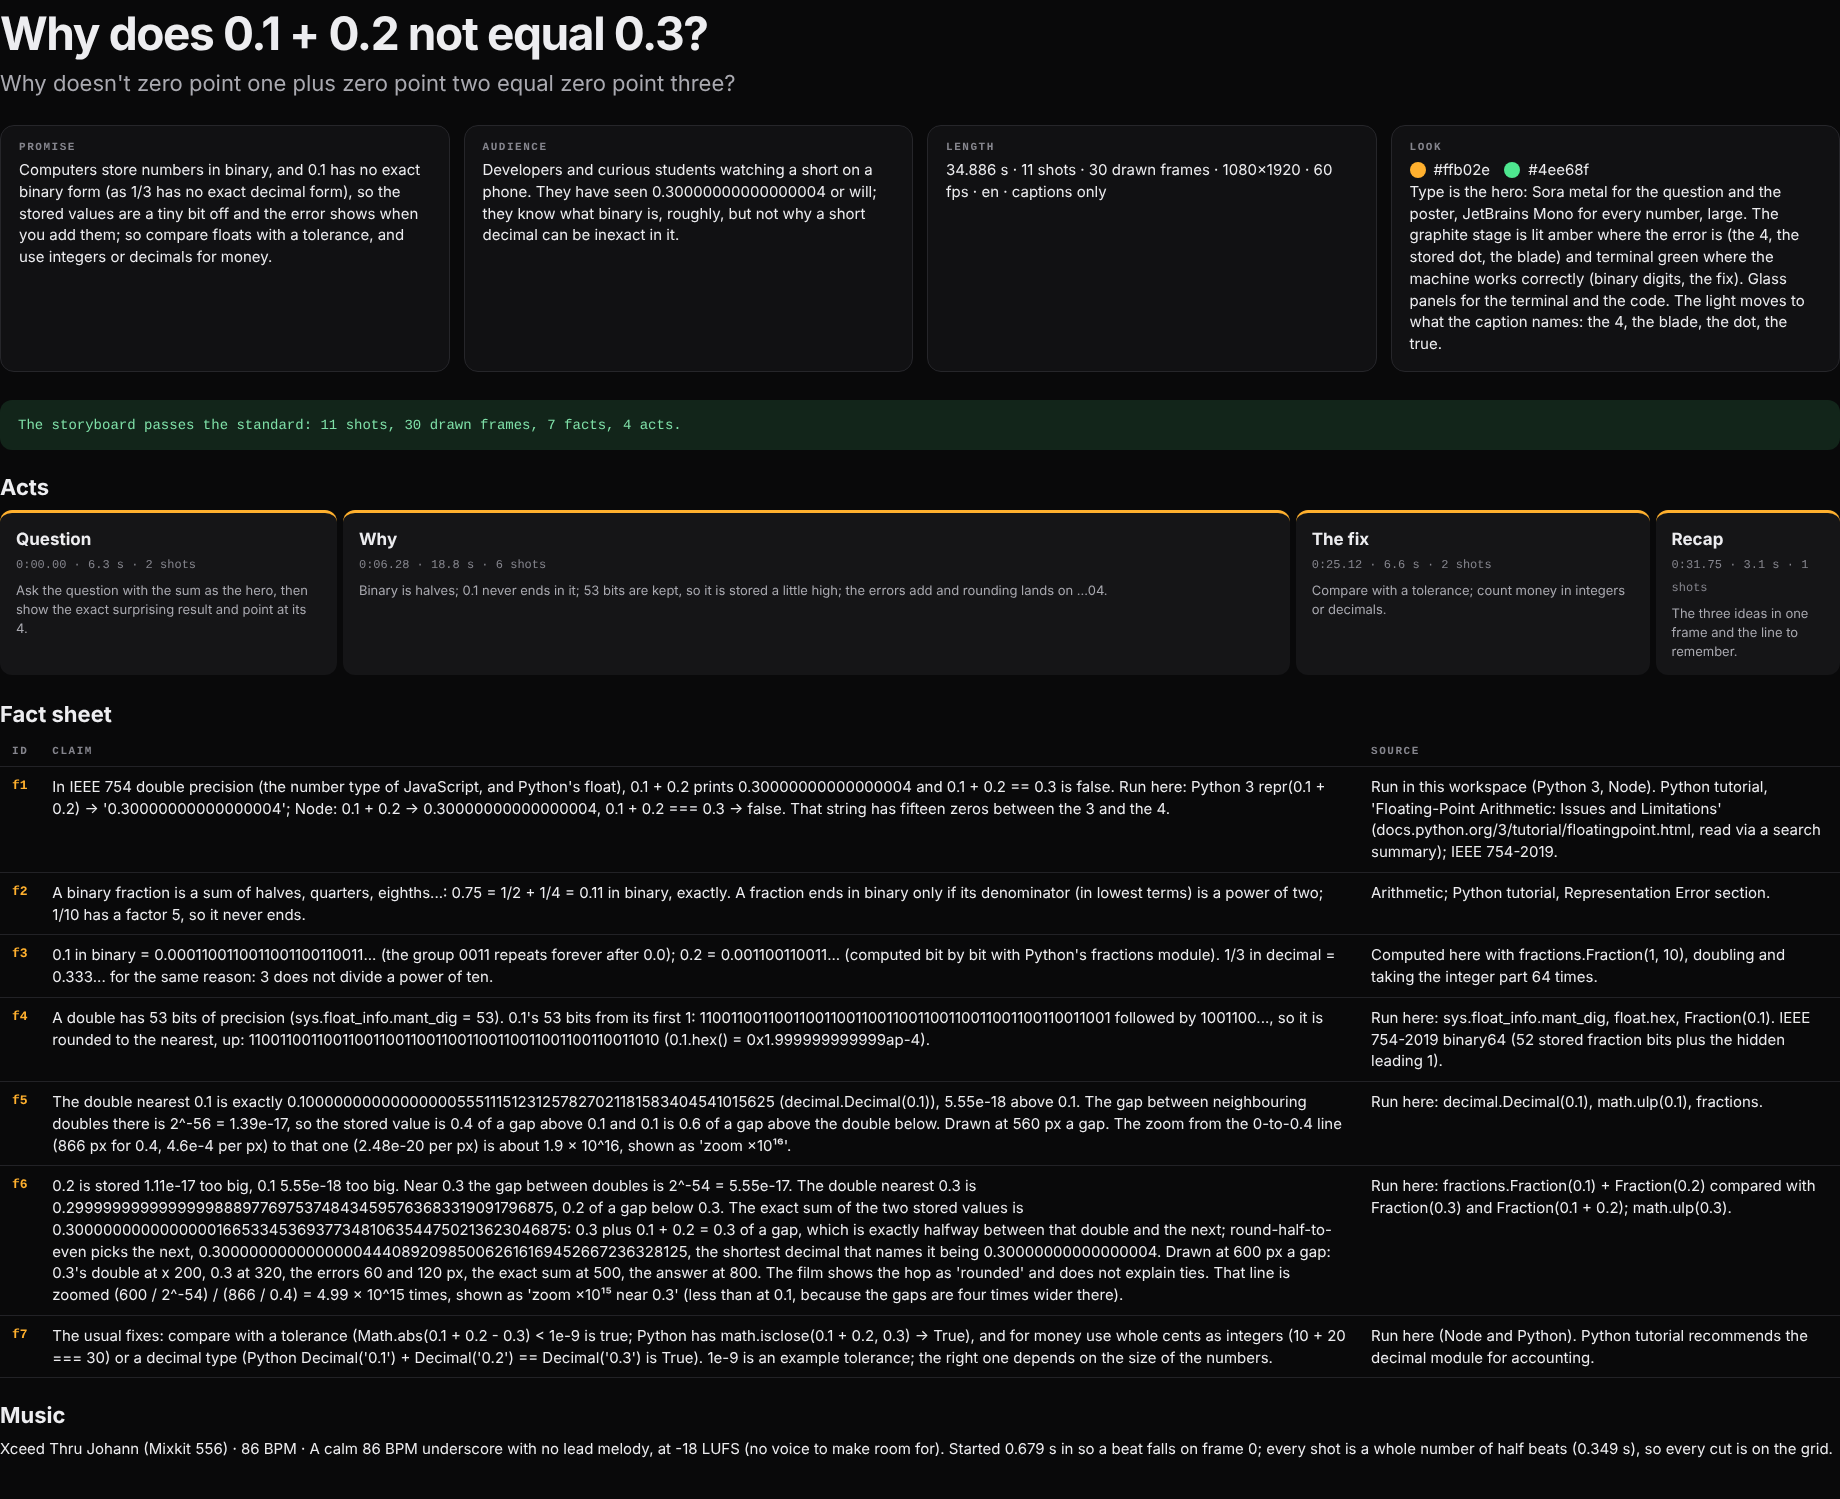 Why does 0.1 + 0.2 not equal 0.3?
Why doesn't zero point one plus zero point two equal zero point three?
PROMISE
Computers store numbers in binary, and 0.1 has no exact
binary form (as 1/3 has no exact decimal form), so the
stored values are a tiny bit off and the error shows when
you add them; so compare floats with a tolerance, and
use integers or decimals for money.
AUDIENCE
Developers and curious students watching a short on a
phone. They have seen 0.30000000000000004 or will;
they know what binary is, roughly, but not why a short
decimal can be inexact in it.
LENGTH
34.886 s · 11 shots · 30 drawn frames · 1080×1920 · 60
fps · en · captions only
LOOK
#ffb02e #4ee68f
Type is the hero: Sora metal for the question and the
poster, JetBrains Mono for every number, large. The
graphite stage is lit amber where the error is (the 4, the
stored dot, the blade) and terminal green where the
machine works correctly (binary digits, the fix). Glass
panels for the terminal and the code. The light moves to
what the caption names: the 4, the blade, the dot, the
true.
The storyboard passes the standard: 11 shots, 30 drawn frames, 7 facts, 4 acts.
Acts
Question
0:00.00 · 6.3 s · 2 shots
Ask the question with the sum as the hero, then
show the exact surprising result and point at its
4.
Why
0:06.28 · 18.8 s · 6 shots
Binary is halves; 0.1 never ends in it; 53 bits are kept, so it is stored a little high; the errors add and rounding lands on …04.
The fix
0:25.12 · 6.6 s · 2 shots
Compare with a tolerance; count money in integers
or decimals.
Recap
0:31.75 · 3.1 s · 1
shots
The three ideas in one
frame and the line to
remember.
Fact sheet
ID CLAIM SOURCE
f1 In IEEE 754 double precision (the number type of JavaScript, and Python's float), 0.1 + 0.2 prints 0.30000000000000004 and 0.1 + 0.2 == 0.3 is false. Run here: Python 3 repr(0.1 +
0.2) → '0.30000000000000004'; Node: 0.1 + 0.2 → 0.30000000000000004, 0.1 + 0.2 === 0.3 → false. That string has fifteen zeros between the 3 and the 4.
Run in this workspace (Python 3, Node). Python tutorial,
'Floating-Point Arithmetic: Issues and Limitations'
(docs.python.org/3/tutorial/floatingpoint.html, read via a search
summary); IEEE 754-2019.
f2 A binary fraction is a sum of halves, quarters, eighths…: 0.75 = 1/2 + 1/4 = 0.11 in binary, exactly. A fraction ends in binary only if its denominator (in lowest terms) is a power of two;
1/10 has a factor 5, so it never ends.
Arithmetic; Python tutorial, Representation Error section.
f3 0.1 in binary = 0.0001100110011001100110011… (the group 0011 repeats forever after 0.0); 0.2 = 0.001100110011… (computed bit by bit with Python's fractions module). 1/3 in decimal =
0.333… for the same reason: 3 does not divide a power of ten.
Computed here with fractions.Fraction(1, 10), doubling and
taking the integer part 64 times.
f4 A double has 53 bits of precision (sys.float_info.mant_dig = 53). 0.1's 53 bits from its first 1: 11001100110011001100110011001100110011001100110011001 followed by 1001100…, so it is
rounded to the nearest, up: 11001100110011001100110011001100110011001100110011010 (0.1.hex() = 0x1.999999999999ap-4).
Run here: sys.float_info.mant_dig, float.hex, Fraction(0.1). IEEE
754-2019 binary64 (52 stored fraction bits plus the hidden
leading 1).
f5 The double nearest 0.1 is exactly 0.1000000000000000055511151231257827021181583404541015625 (decimal.Decimal(0.1)), 5.55e-18 above 0.1. The gap between neighbouring
doubles there is 2^-56 = 1.39e-17, so the stored value is 0.4 of a gap above 0.1 and 0.1 is 0.6 of a gap above the double below. Drawn at 560 px a gap. The zoom from the 0-to-0.4 line
(866 px for 0.4, 4.6e-4 per px) to that one (2.48e-20 per px) is about 1.9 × 10^16, shown as 'zoom ×10¹⁶'.
Run here: decimal.Decimal(0.1), math.ulp(0.1), fractions.
f6 0.2 is stored 1.11e-17 too big, 0.1 5.55e-18 too big. Near 0.3 the gap between doubles is 2^-54 = 5.55e-17. The double nearest 0.3 is
0.299999999999999988897769753748434595763683319091796875, 0.2 of a gap below 0.3. The exact sum of the two stored values is
0.3000000000000000166533453693773481063544750213623046875: 0.3 plus 0.1 + 0.2 = 0.3 of a gap, which is exactly halfway between that double and the next; round-half-to-
even picks the next, 0.3000000000000000444089209850062616169452667236328125, the shortest decimal that names it being 0.30000000000000004. Drawn at 600 px a gap:
0.3's double at x 200, 0.3 at 320, the errors 60 and 120 px, the exact sum at 500, the answer at 800. The film shows the hop as 'rounded' and does not explain ties. That line is
zoomed (600 / 2^-54) / (866 / 0.4) = 4.99 × 10^15 times, shown as 'zoom ×10¹⁵ near 0.3' (less than at 0.1, because the gaps are four times wider there).
Run here: fractions.Fraction(0.1) + Fraction(0.2) compared with
Fraction(0.3) and Fraction(0.1 + 0.2); math.ulp(0.3).
f7 The usual fixes: compare with a tolerance (Math.abs(0.1 + 0.2 - 0.3) < 1e-9 is true; Python has math.isclose(0.1 + 0.2, 0.3) → True), and for money use whole cents as integers (10 + 20
=== 30) or a decimal type (Python Decimal('0.1') + Decimal('0.2') == Decimal('0.3') is True). 1e-9 is an example tolerance; the right one depends on the size of the numbers.
Run here (Node and Python). Python tutorial recommends the
decimal module for accounting.
Music
Xceed Thru Johann (Mixkit 556) · 86 BPM · A calm 86 BPM underscore with no lead melody, at -18 LUFS (no voice to make room for). Started 0.679 s in so a beat falls on frame 0; every shot is a whole number of half beats (0.349 s), so every cut is on the grid.